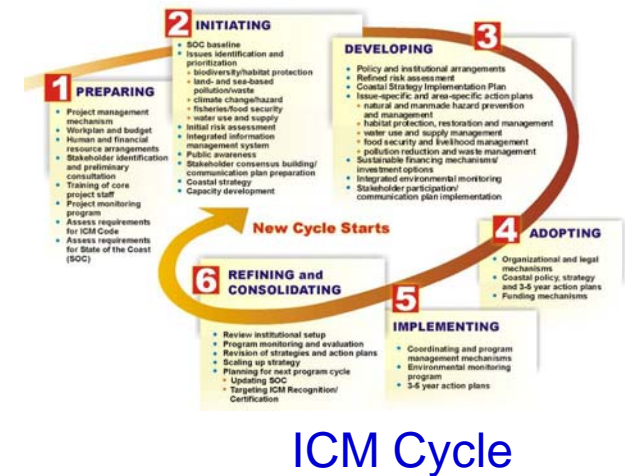 1
PREPARING
• Project management
mechanism
• Workplan and budget
• Human and financial
resource arrangements
• Stakeholder identification
and preliminary
consultation
• Training of core
project staff
• Project monitoring
program
• Assess requirements
for ICM Code
• Assess requirements
for State of the Coast
(SOC)
2
INITIATING
• SOC baseline
• Issues identification and
prioritization
• biodiversity/habitat protection
• land- and sea-based
pollution/waste
• climate change/hazard
• fisheries/food security
• water use and supply
• Initial risk assessment
• Integrated information
management system
• Public awareness
• Stakeholder consensus building/
communication plan preparation
• Coastal strategy
• Capacity development
3
DEVELOPING
• Policy and institutional arrangements
• Refined risk assessment
• Coastal Strategy Implementation Plan
• Issue-specific and area-specific action plans
• natural and manmade hazard prevention
and management
• habitat protection, restoration and management
• water use and supply management
• food security and livelihood management
• pollution reduction and waste management
• Sustainable financing mechanisms/
investment options
• Integrated environmental monitoring
• Stakeholder participation/
communication plan implementation
4
ADOPTING
• Organizational and legal
mechanisms
• Coastal policy, strategy
and 3-5 year action plans
• Funding mechanisms
5
IMPLEMENTING
• Coordinating and program
management mechanisms
• Environmental monitoring
program
• 3-5 year action plans
6
REFINING and
CONSOLIDATING
• Review institutional setup
• Program monitoring and evaluation
• Revision of strategies and action plans
• Scaling up strategy
• Planning for next program cycle
• Updating SOC
• Targeting ICM Recognition/
Certification
New Cycle Starts
ICM Cycle